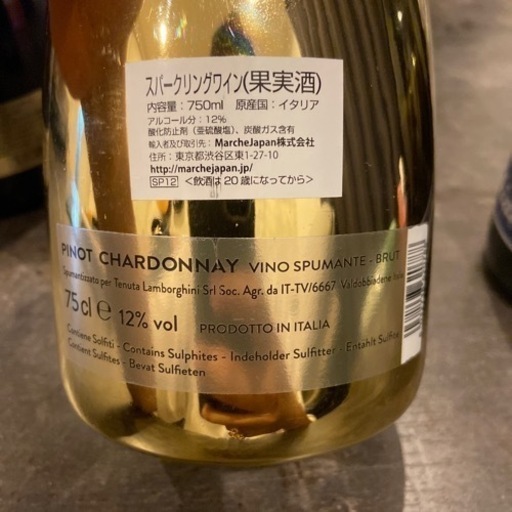 スパークリングワイン(果実酒)
内容量：750ml 原産国：イタリア
アルコール分：12%
酸化防止剤（亜硫酸塩）、炭酸ガス含有
輸入者及び取引先： MarcheJapan株式会社
住所：東京都渋谷区東1-27-10
http://marchejapan.jp/
SP12 <飲酒は20歳になってから>
PINOT CHARDONNAY VINO SPUMANTE - BRUT
Spumantizzato per Tenuta Lamborghini Srl Soc. Agr. da IT-TV/6667 Valdobbiadene Italia
75 cl e 12% vol PRODOTTO IN ITALIA
Contiene Solfiti - Contains Sulphites - Indeholder Sulfitter - Enthält Sulfite
Contient Sulfites - Bevat Sulfieten